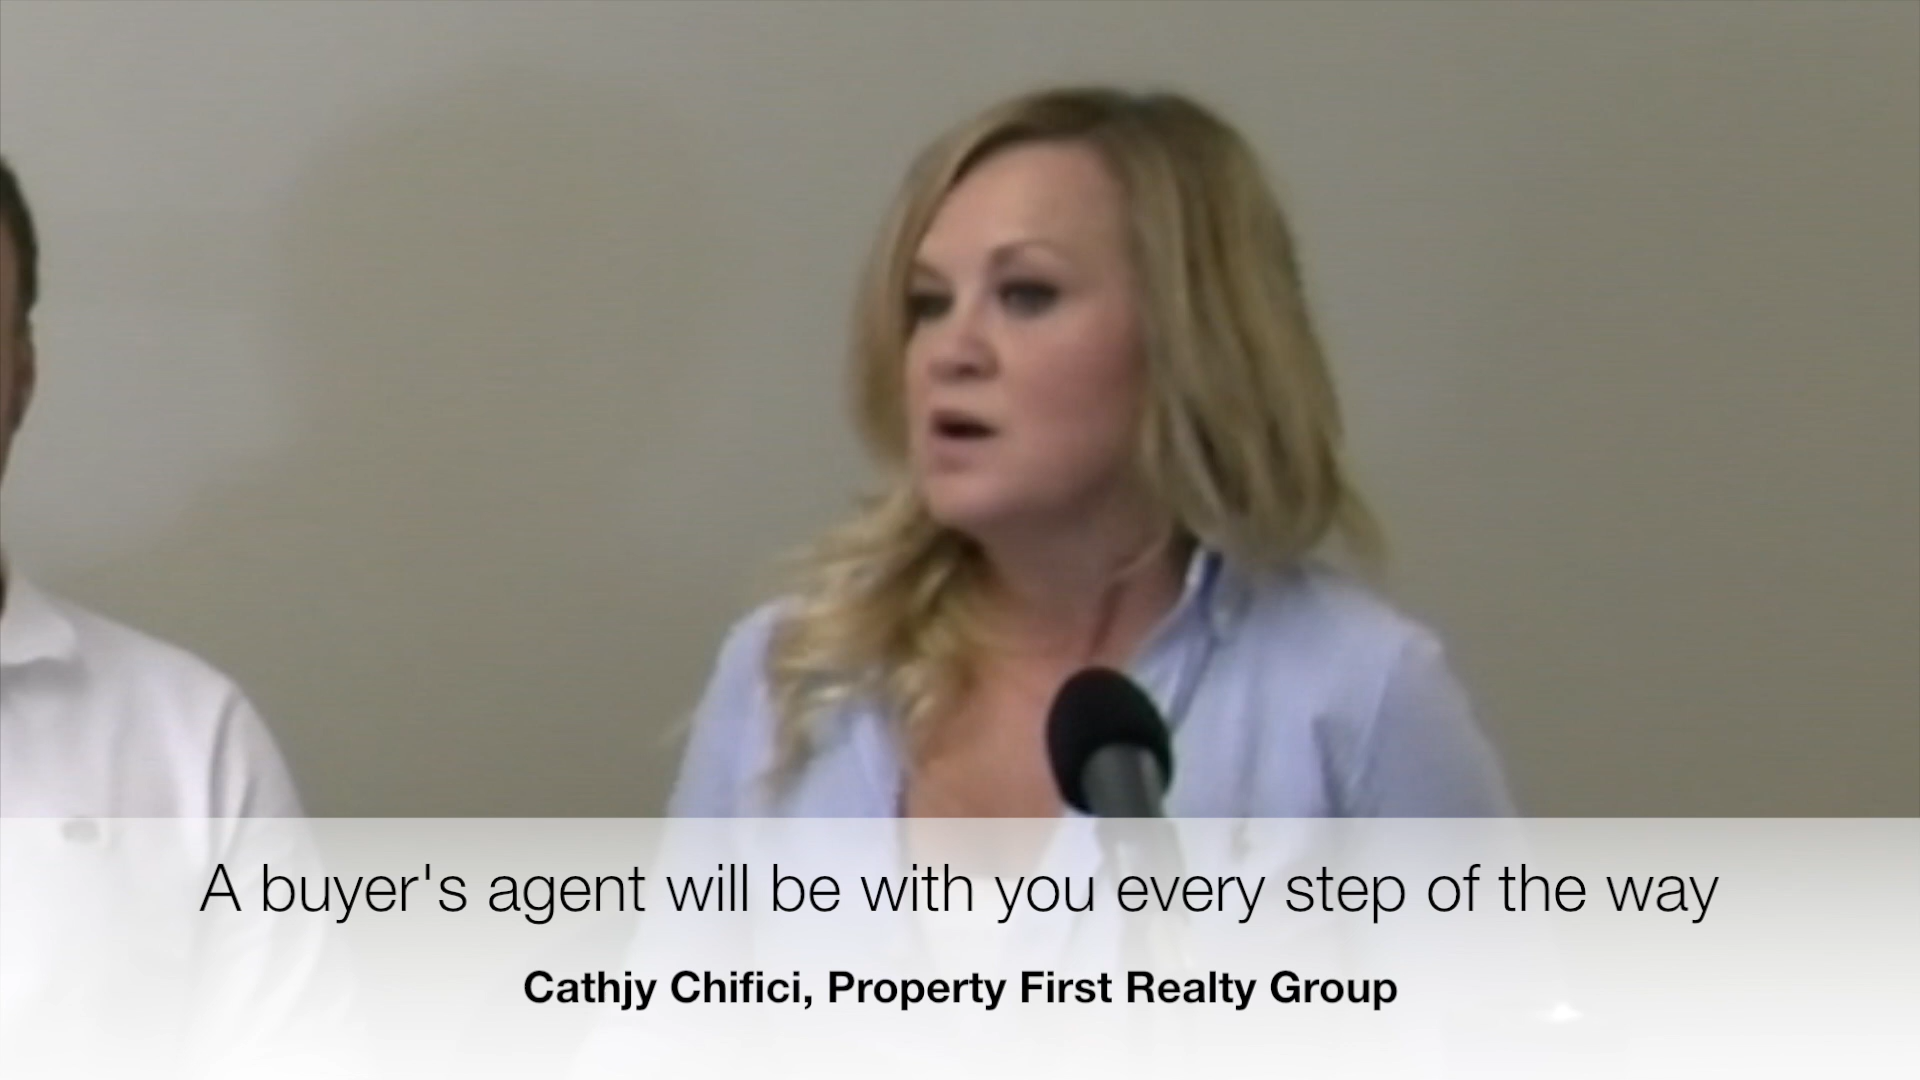 A buyer's agent will be with you every step of the way
Cathjy Chifici, Property First Realty Group